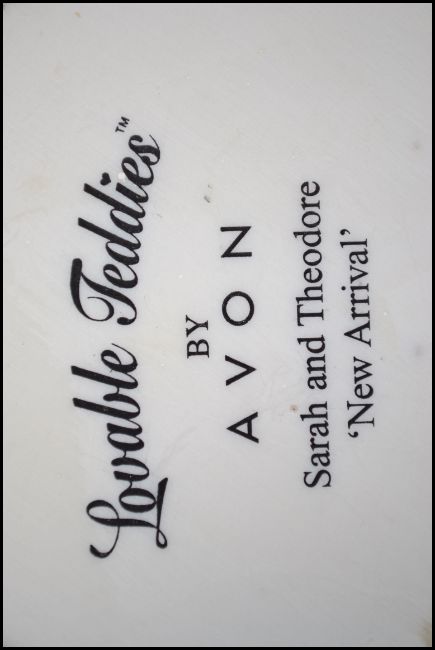 Lovable Teddies™
BY
AVON
Sarah and Theodore
‘New Arrival’